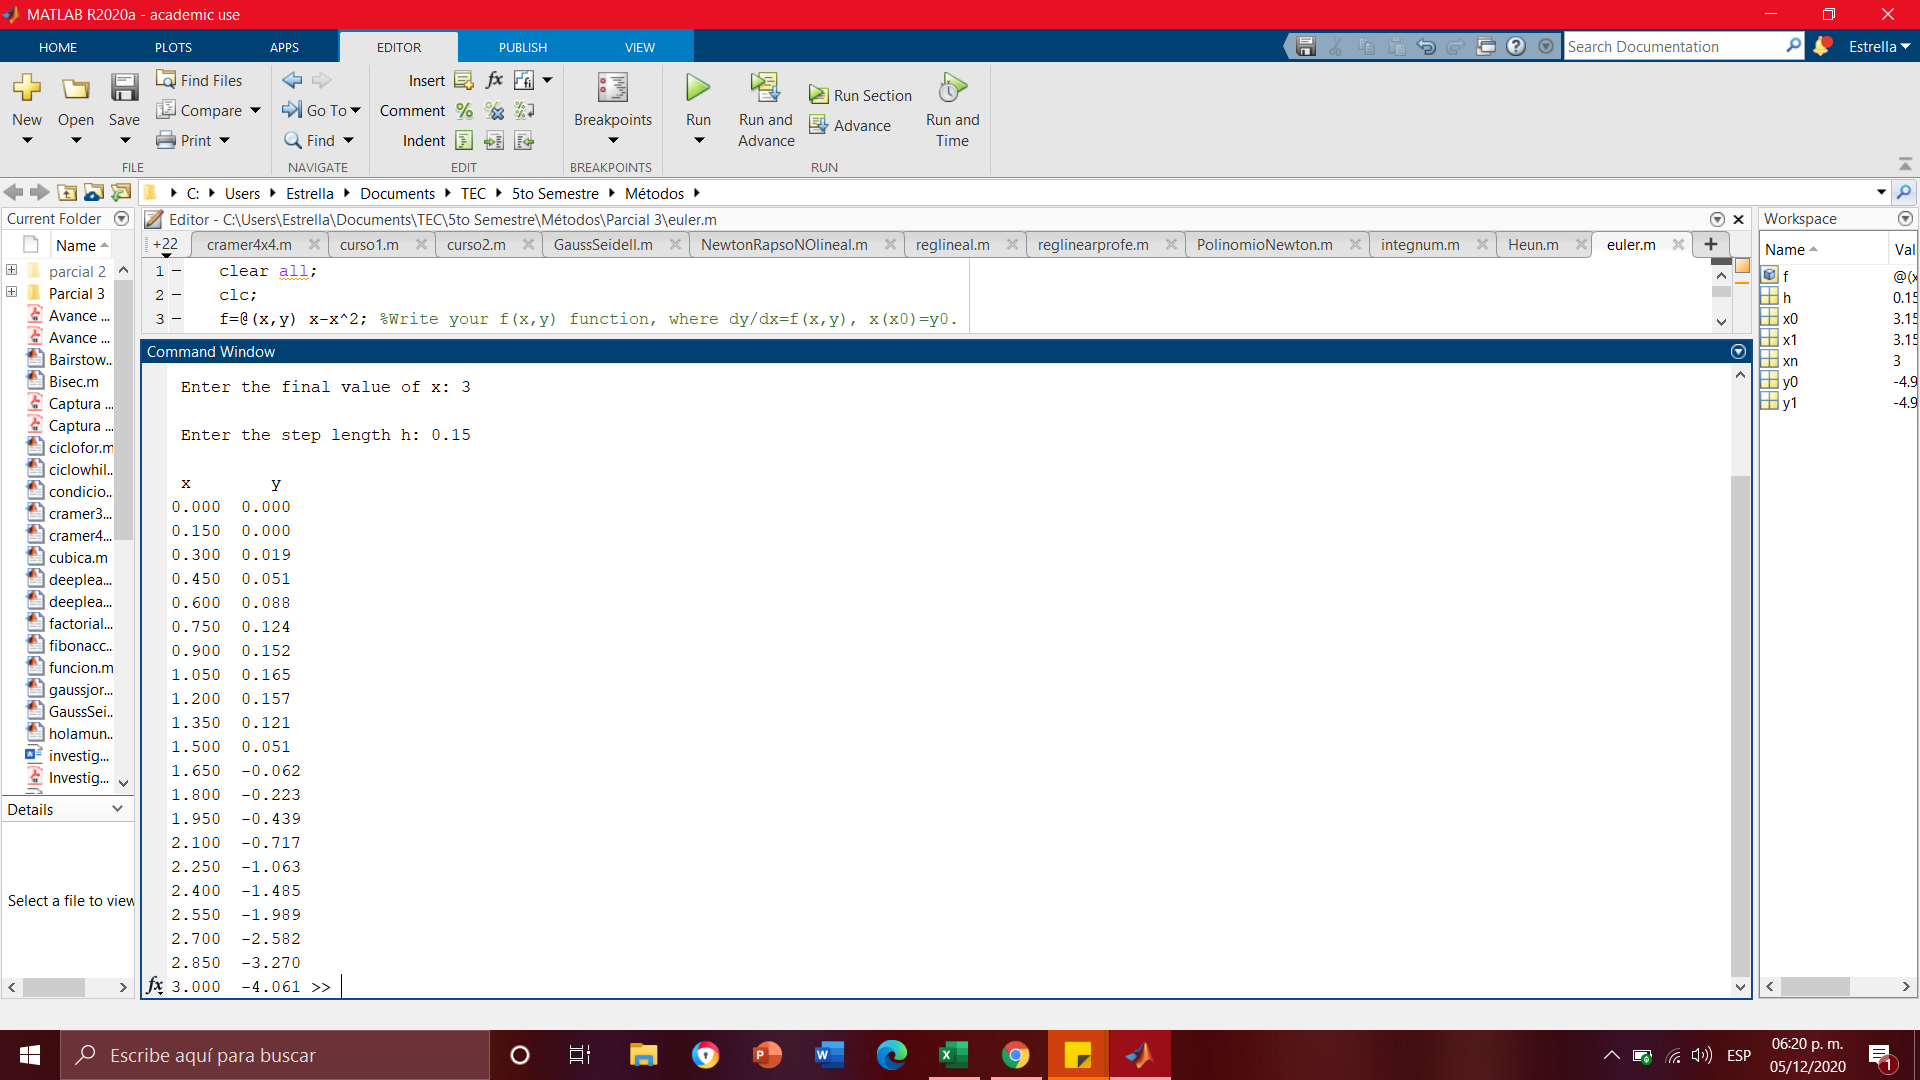 MATLAB R2020a - academic use
HOME PLOTS APPS EDITOR PUBLISH VIEW
Search Documentation
Estrella
New Open Save
Find Files
Compare
Print
FILE
Go To
Find
NAVIGATE
Insert
Comment
Indent
EDIT
Breakpoints
BREAKPOINTS
Run
Run and Advance
Run Section
Advance
Run and Time
RUN
C: Users Estrella Documents TEC 5to Semestre Métodos
Current Folder
Name
parcial 2
Parcial 3
Avance ...
Avance ...
Bairstow...
Bisec.m
Captura ...
Captura ...
ciclofor.m
ciclowhil...
condicio...
cramer3...
cramer4...
cubica.m
deeplea...
deeplea...
factorial...
fibonacc...
funcion.m
gaussjor...
GaussSei...
holamun...
investig...
Investig...
Details
Select a file to view
Editor - C:\Users\Estrella\Documents\TEC\5to Semestre\Métodos\Parcial 3\euler.m
+22 cramer4x4.m curso1.m curso2.m GaussSeidell.m NewtonRapsoNOlineal.m reglineal.m reglinearprofe.m PolinomioNewton.m integnum.m Heun.m euler.m
1 - clear all;
2 - clc;
3 - f=@(x,y) x-x^2; %Write your f(x,y) function, where dy/dx=f(x,y), x(x0)=y0.
Command Window
Enter the final value of x: 3
Enter the step length h: 0.15
x y
0.000 0.000
0.150 0.000
0.300 0.019
0.450 0.051
0.600 0.088
0.750 0.124
0.900 0.152
1.050 0.165
1.200 0.157
1.350 0.121
1.500 0.051
1.650 -0.062
1.800 -0.223
1.950 -0.439
2.100 -0.717
2.250 -1.063
2.400 -1.485
2.550 -1.989
2.700 -2.582
2.850 -3.270
fx 3.000 -4.061 >>
Workspace
Name Val
f @(x
h 0.15
x0 3.15
x1 3.15
xn 3
y0 -4.9
y1 -4.9
Escribe aquí para buscar
ESP
06:20 p. m.
05/12/2020
1